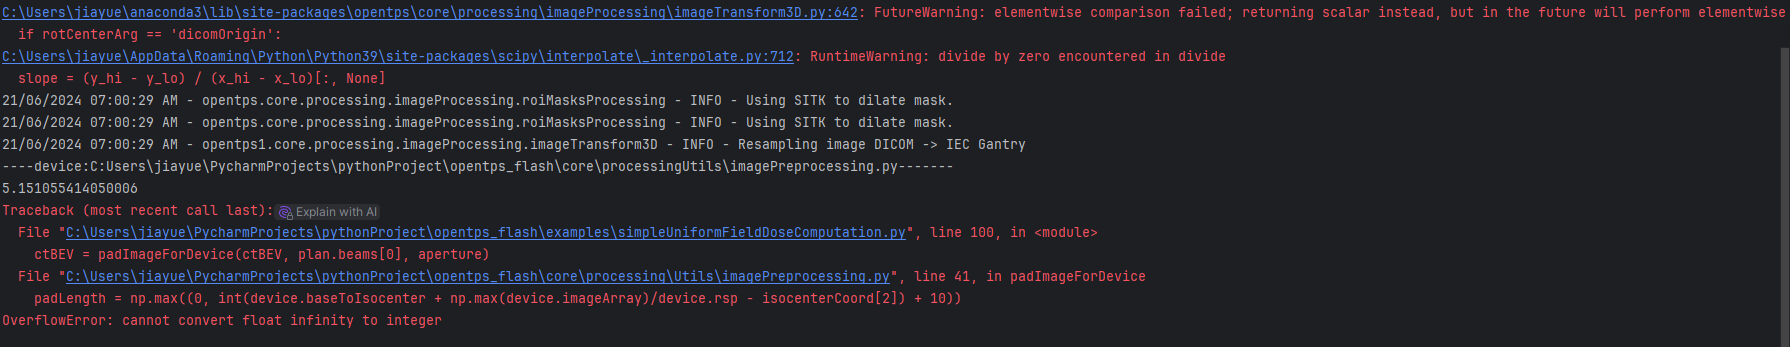 C:\Users\jiayue\anaconda3\lib\site-packages\opentps\core\processing\imageProcessing\imageTransform3D.py:642: FutureWarning: elementwise comparison failed; returning scalar instead, but in the future will perform elementwise
if rotCenterArg == 'dicomOrigin':
C:\Users\jiayue\AppData\Roaming\Python\Python39\site-packages\scipy\interpolate\_interpolate.py:712: RuntimeWarning: divide by zero encountered in divide
slope = (y_hi - y_lo) / (x_hi - x_lo)[:, None]
21/06/2024 07:00:29 AM - opentps.core.processing.imageProcessing.roiMasksProcessing - INFO - Using SITK to dilate mask.
21/06/2024 07:00:29 AM - opentps.core.processing.imageProcessing.roiMasksProcessing - INFO - Using SITK to dilate mask.
21/06/2024 07:00:29 AM - opentps1.core.processing.imageProcessing.imageTransform3D - INFO - Resampling image DICOM -> IEC Gantry
----device:C:Users\jiayue\PycharmProjects\pythonProject\opentps_flash\core\processingUtils\imagePreprocessing.py-------
5.151055414050006
Traceback (most recent call last): Explain with AI
File "C:\Users\jiayue\PycharmProjects\pythonProject\opentps_flash\examples\simpleUniformFieldDoseComputation.py", line 100, in <module>
ctBEV = padImageForDevice(ctBEV, plan.beams[0], aperture)
File "C:\Users\jiayue\PycharmProjects\pythonProject\opentps_flash\core\processing\Utils\imagePreprocessing.py", line 41, in padImageForDevice
padLength = np.max((0, int(device.baseToIsocenter + np.max(device.imageArray)/device.rsp - isocenterCoord[2]) + 10))
OverflowError: cannot convert float infinity to integer